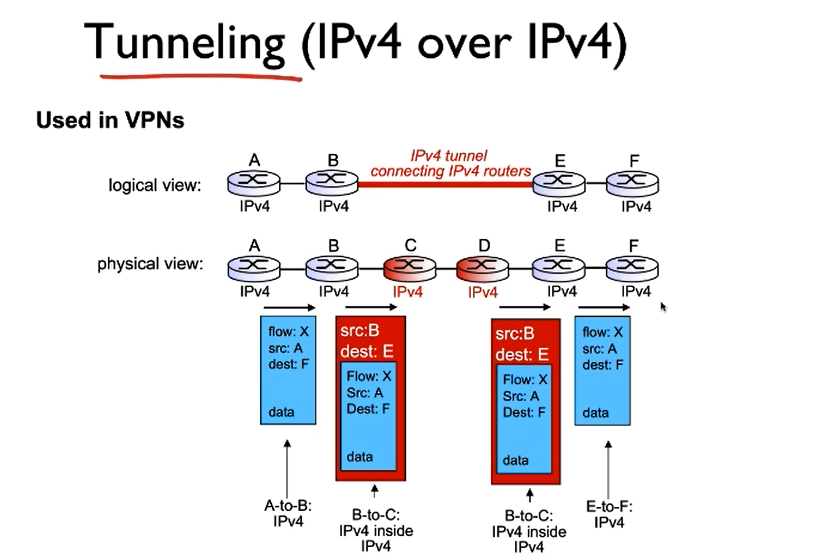 Tunneling (IPv4 over IPv4)
Used in VPNs
IPv4 tunnel
connecting IPv4 routers
A B E F
logical view:
IPv4 IPv4 IPv4 IPv4
A B C D E F
physical view:
IPv4 IPv4 IPv4 IPv4 IPv4 IPv4
flow: X
src: A
dest: F
data
src:B
dest: E
Flow: X
Src: A
Dest: F
data
src:B
dest: E
Flow: X
Src: A
Dest: F
data
flow: X
src: A
dest: F
data
A-to-B:
IPv4
B-to-C:
IPv4 inside
IPv4
B-to-C:
IPv4 inside
IPv4
E-to-F:
IPv4